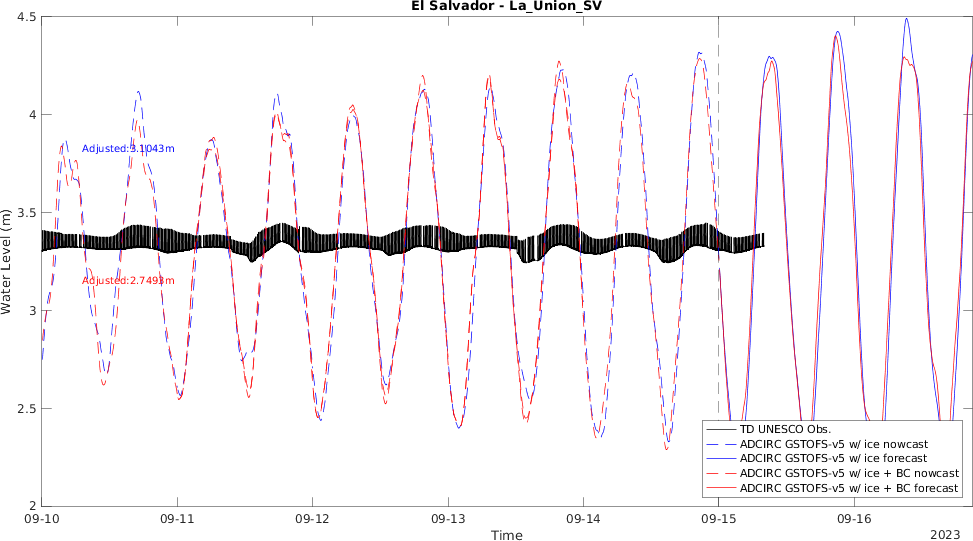 El Salvador - La_Union_SV
4.5
4
3.5
3
2.5
2
Water Level (m)
Adjusted:3.1043m
Adjusted:2.7493m
TD UNESCO Obs.
ADCIRC GSTOFS-v5 w/ ice nowcast
ADCIRC GSTOFS-v5 w/ ice forecast
ADCIRC GSTOFS-v5 w/ ice + BC nowcast
ADCIRC GSTOFS-v5 w/ ice + BC forecast
09-10 09-11 09-12 09-13 09-14 09-15 09-16
Time
2023